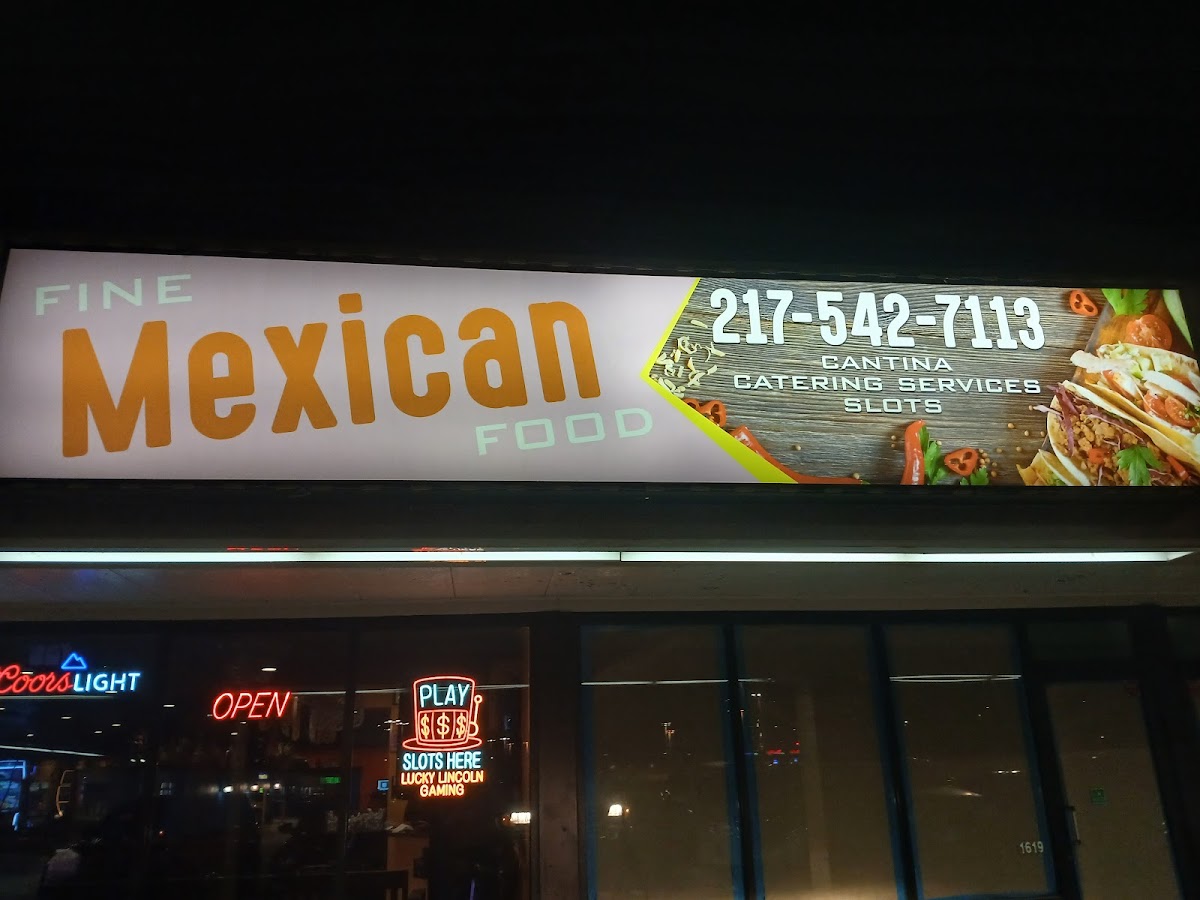 FINE
Mexican
FOOD
217-542-7113
CANTINA
CATERING SERVICES
SLOTS
Coors LIGHT
OPEN
PLAY
$$$
SLOTS HERE
LUCKY LINCOLN
GAMING
1619